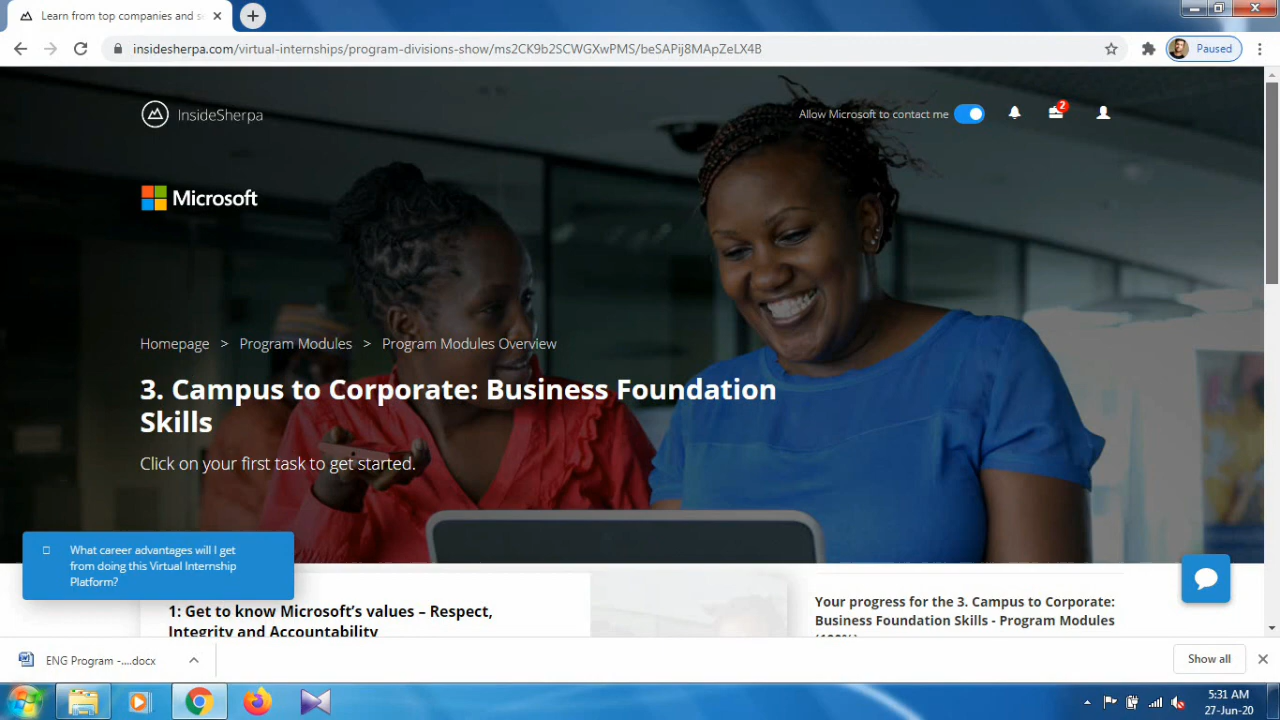 Learn from top companies and se
insidesherpa.com/virtual-internships/program-divisions-show/ms2CK9b2SCWGXwPMS/beSAPij8MApZeLX4B
Paused
InsideSherpa
Allow Microsoft to contact me
2
Microsoft
Homepage > Program Modules > Program Modules Overview
3. Campus to Corporate: Business Foundation
Skills
Click on your first task to get started.
What career advantages will I get
from doing this Virtual Internship
Platform?
1: Get to know Microsoft's values – Respect,
Integrity and Accountability
Your progress for the 3. Campus to Corporate:
Business Foundation Skills - Program Modules
(100%)
ENG Program -....docx
Show all
5:31 AM
27-Jun-20